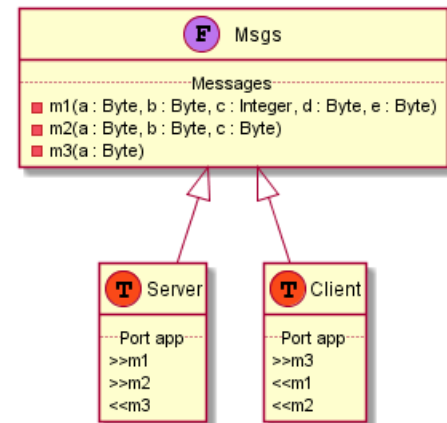 F Msgs
Messages
m1(a : Byte, b : Byte, c : Integer, d : Byte, e : Byte)
m2(a : Byte, b : Byte, c : Byte)
m3(a : Byte)
T Server
Port app
>>m1
>>m2
<<m3
T Client
Port app
>>m3
<<m1
<<m2